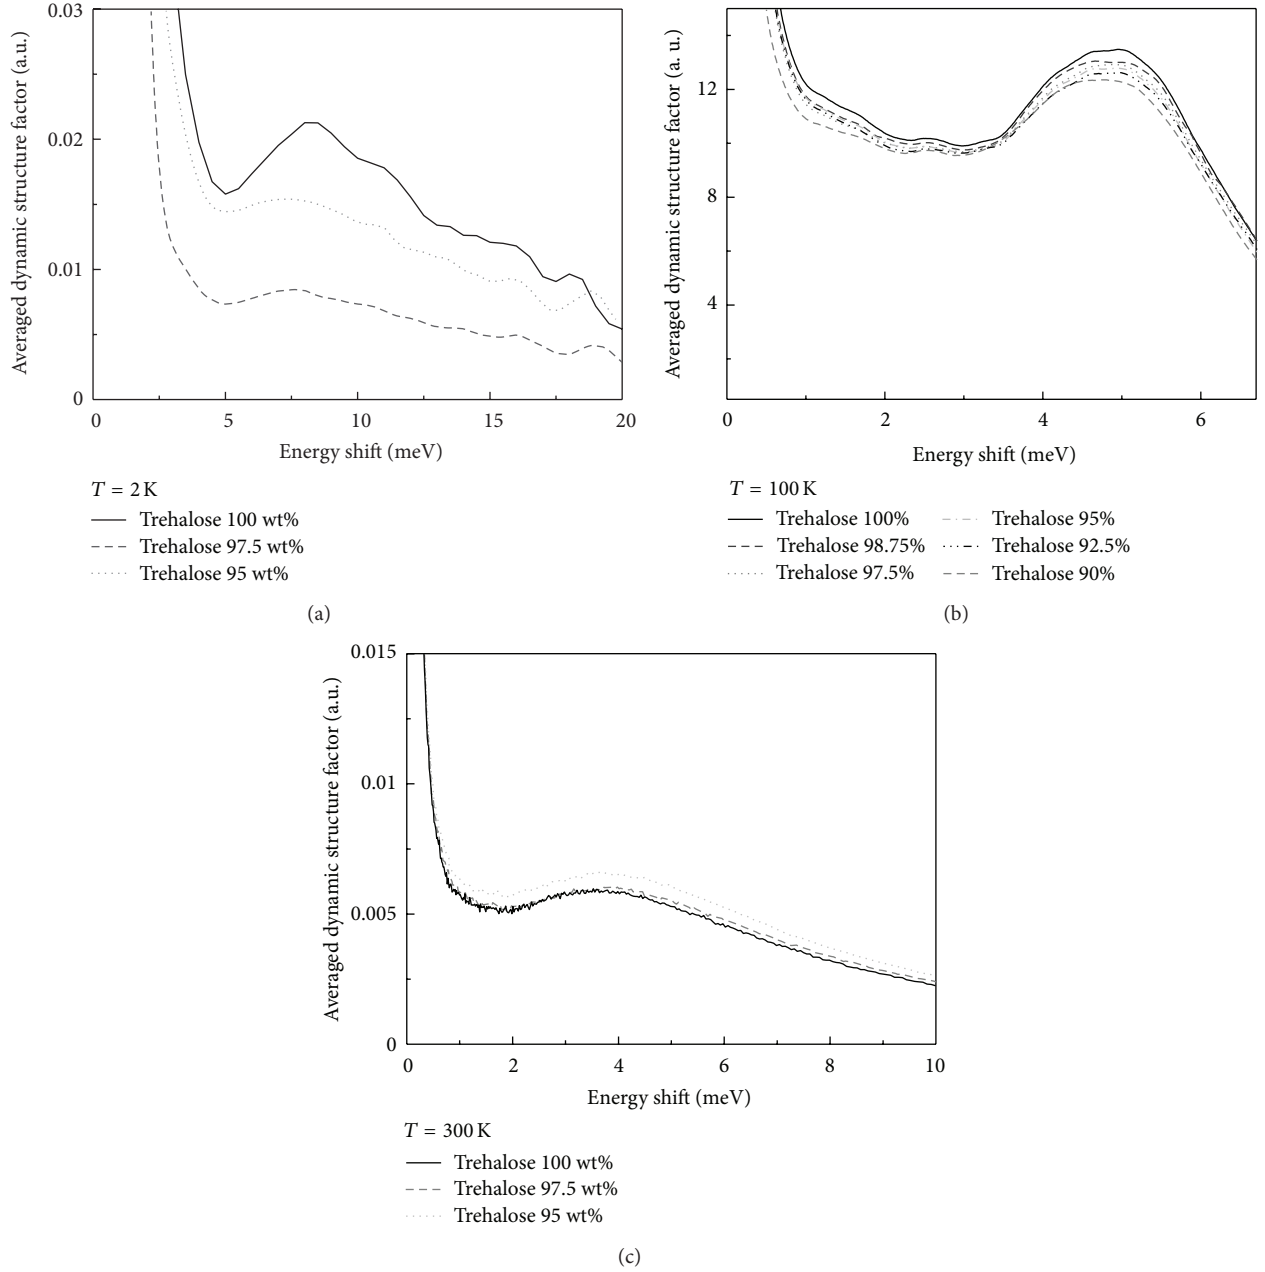 0.03
0.02
0.01
0
Averaged dynamic structure factor (a.u.)
0 5 10 15 20
Energy shift (meV)
T = 2 K
Trehalose 100 wt%
Trehalose 97.5 wt%
Trehalose 95 wt%
(a)
12
8
4
Averaged dynamic structure factor (a. u.)
0 2 4 6
Energy shift (meV)
T = 100 K
Trehalose 100% Trehalose 95%
Trehalose 98.75% Trehalose 92.5%
Trehalose 97.5% Trehalose 90%
(b)
0.015
0.01
0.005
0
Averaged dynamic structure factor (a.u.)
0 2 4 6 8 10
Energy shift (meV)
T = 300 K
Trehalose 100 wt%
Trehalose 97.5 wt%
Trehalose 95 wt%
(c)